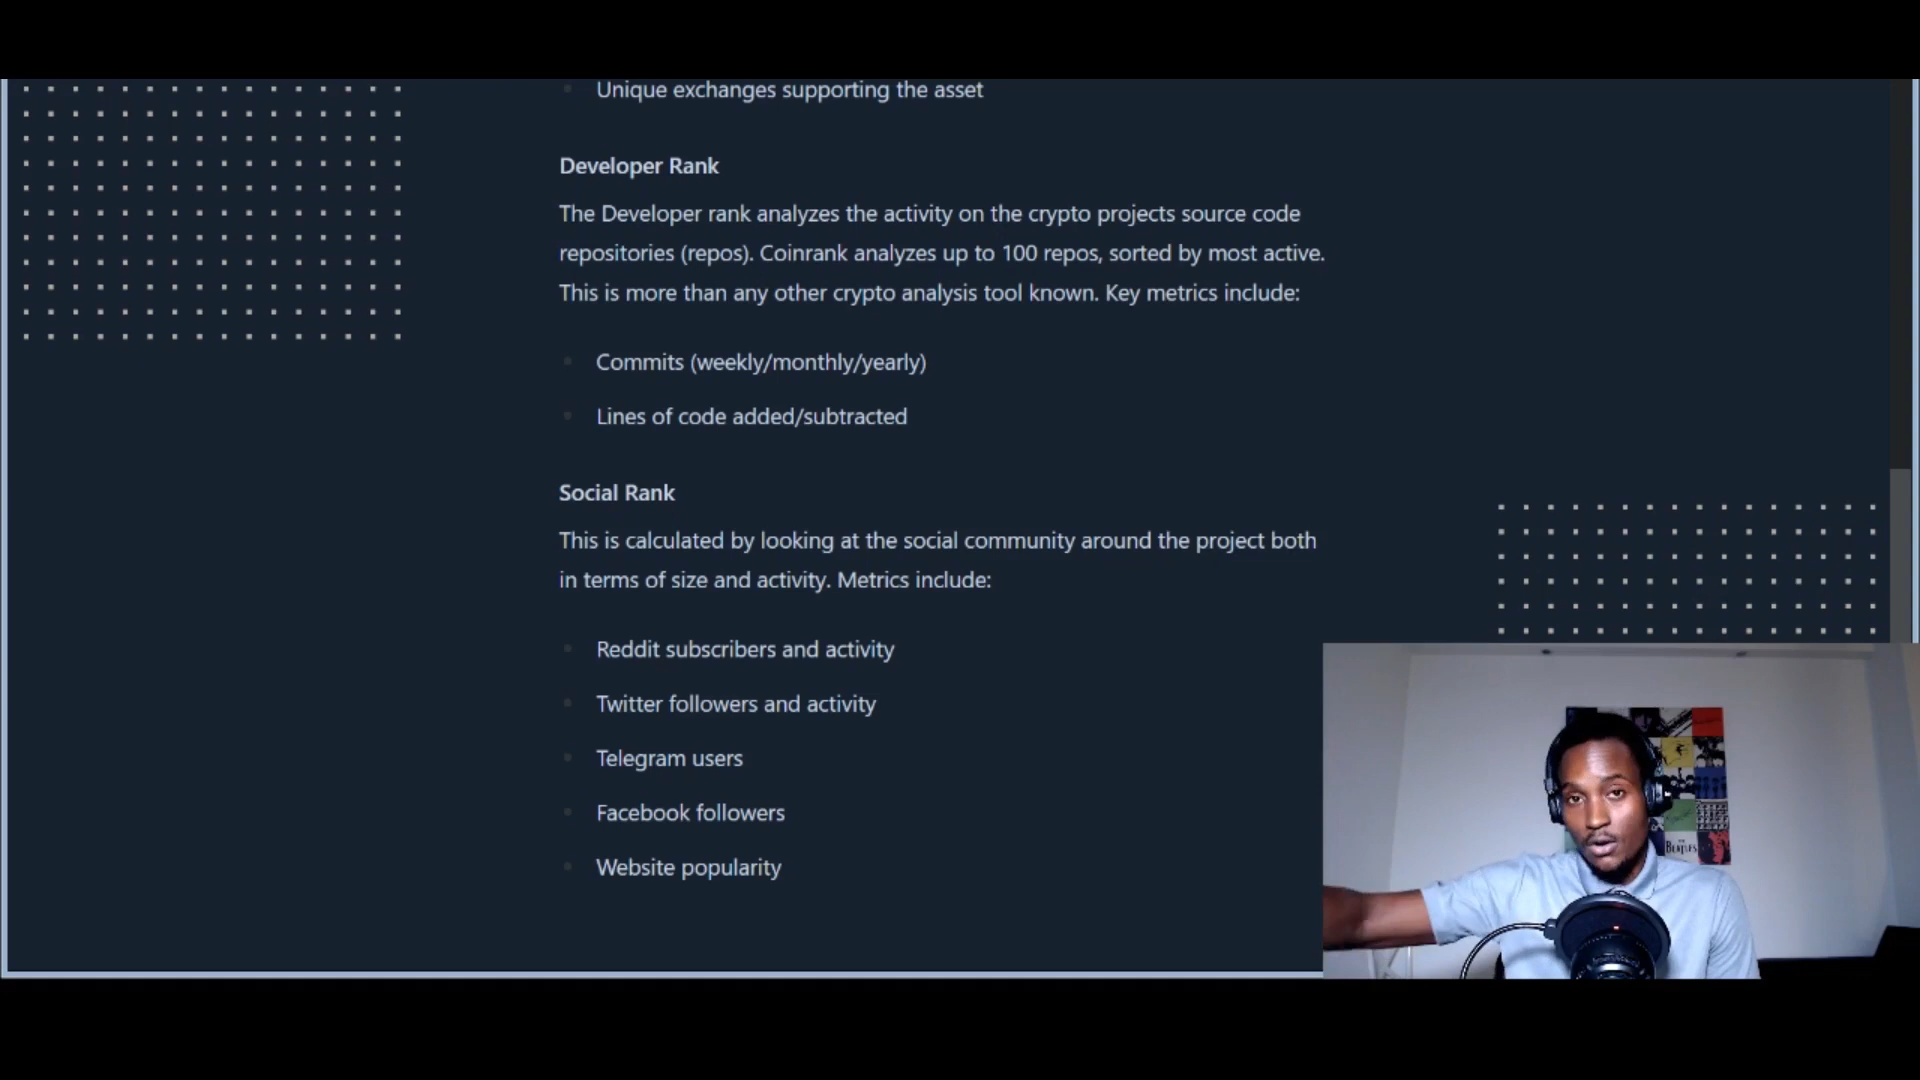 Unique exchanges supporting the asset
Developer Rank
The Developer rank analyzes the activity on the crypto projects source code
repositories (repos). Coinrank analyzes up to 100 repos, sorted by most active.
This is more than any other crypto analysis tool known. Key metrics include:
Commits (weekly/monthly/yearly)
Lines of code added/subtracted
Social Rank
This is calculated by looking at the social community around the project both
in terms of size and activity. Metrics include:
Reddit subscribers and activity
Twitter followers and activity
Telegram users
Facebook followers
Website popularity
THE
BEATLES